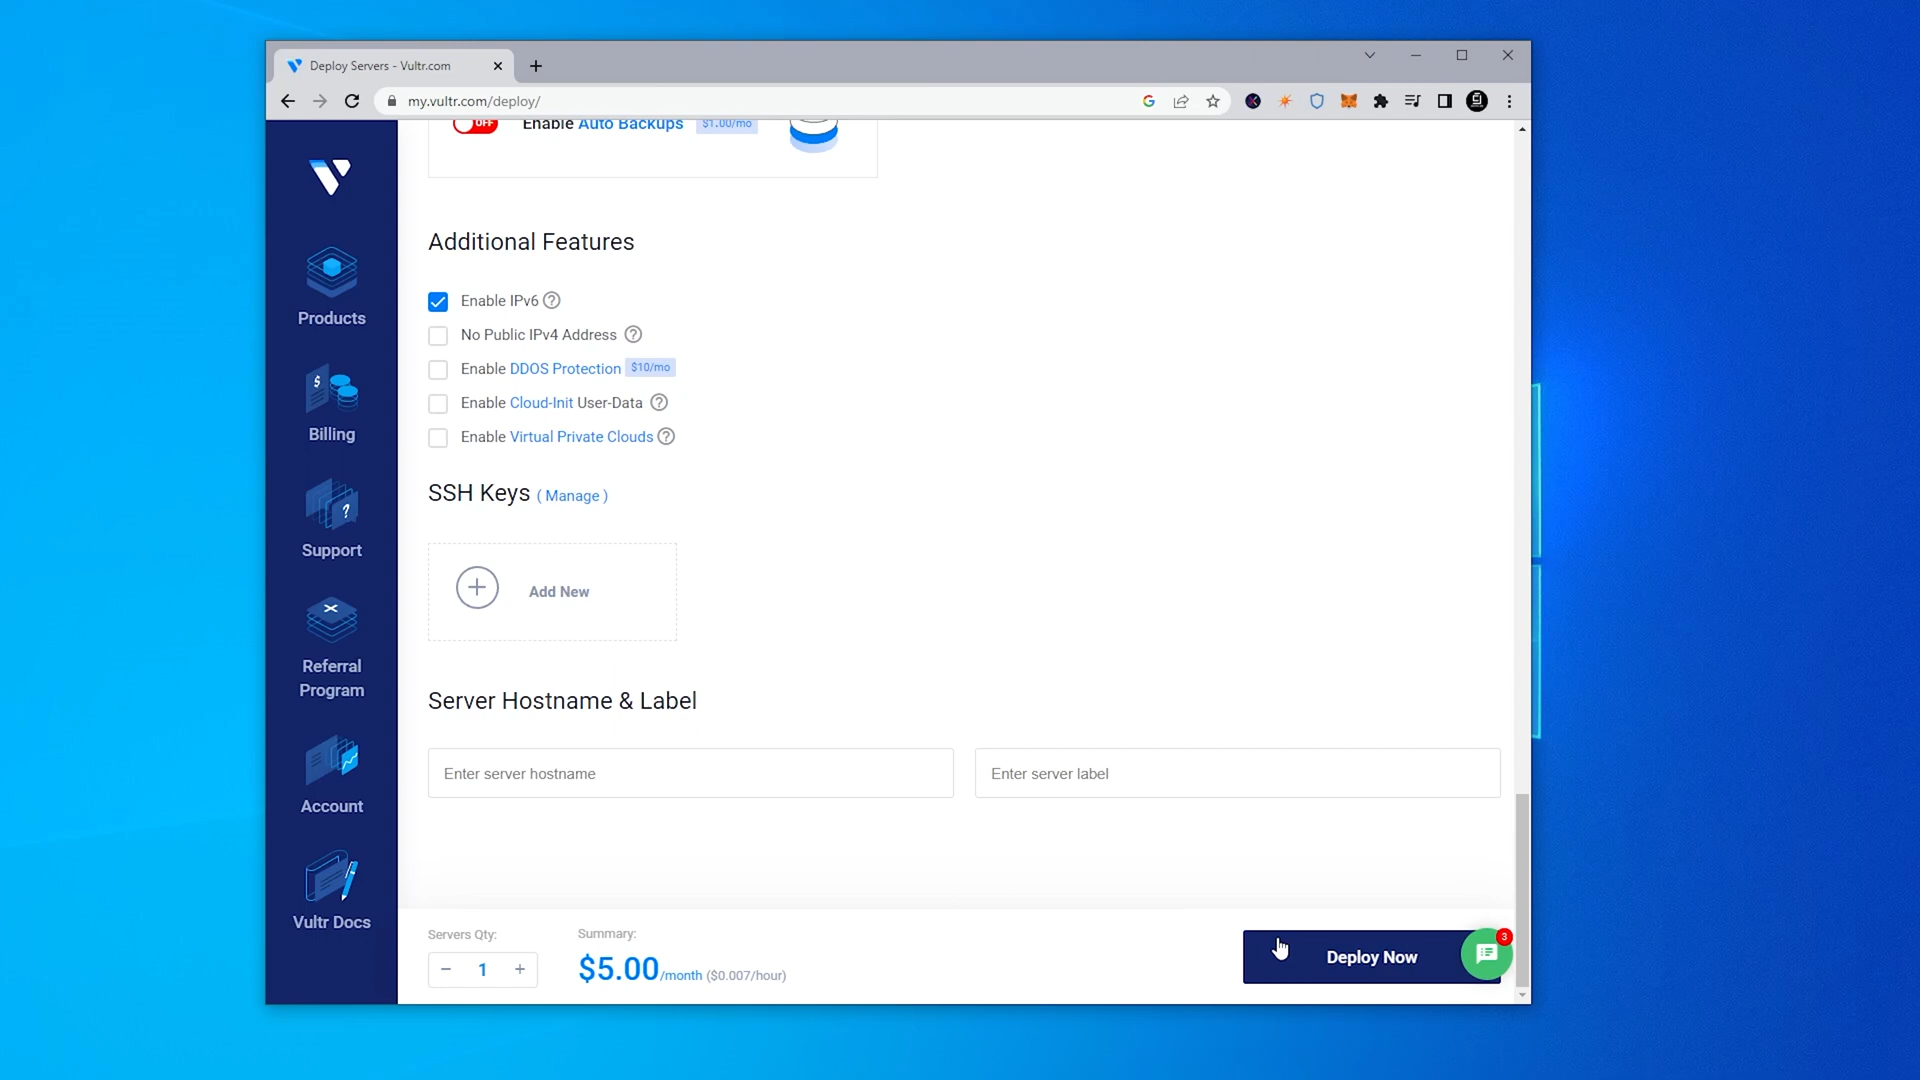 Deploy Servers - Vultr.com
my.vultr.com/deploy/
OFF Enable Auto Backups $1.00/mo
Products
Billing
Support
Referral
Program
Account
Vultr Docs
Additional Features
Enable IPv6 ?
No Public IPv4 Address ?
Enable DDOS Protection $10/mo
Enable Cloud-Init User-Data ?
Enable Virtual Private Clouds ?
SSH Keys ( Manage )
Add New
Server Hostname & Label
Enter server hostname
Enter server label
Servers Qty:
1
Summary:
$5.00/month ($0.007/hour)
Deploy Now
3